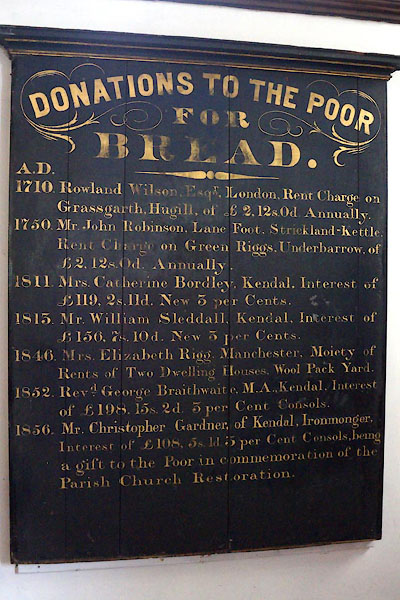 DONATIONS TO THE POOR
FOR
BREAD.
A.D.
1710. Rowland Wilson, Esqr. London, Rent Charge on
Grassgarth, Hugill, of £2,12s.0d Annually.
1750. Mr. John Robinson, Lane Foot, Strickland-Kettle,
Rent Charge on Green Riggs, Underbarrow, of
£2,12s.0d. Annually.
1811. Mrs. Catherine Bordley, Kendal, Interest of
£119, 2s.11d. New 5 per Cents.
1815. Mr. William Sleddall, Kendal, Interest of
£156, 7s.10d. New 5 per Cents.
1846. Mrs. Elizabeth Rigg, Manchester, Moiety of
Rents of Two Dwelling Houses, Wool Pack Yard.
1852. Revd. George Braithwaite, M.A., Kendal, Interest
of £198. 15s. 2d. 3 per Cent Consols.
1856. Mr. Christopher Gardner, of Kendal, Ironmonger,
Interest of £108, 5s.1d 3 per Cent Consols, being
a gift to the Poor in commemoration of the
Parish Church Restoration.